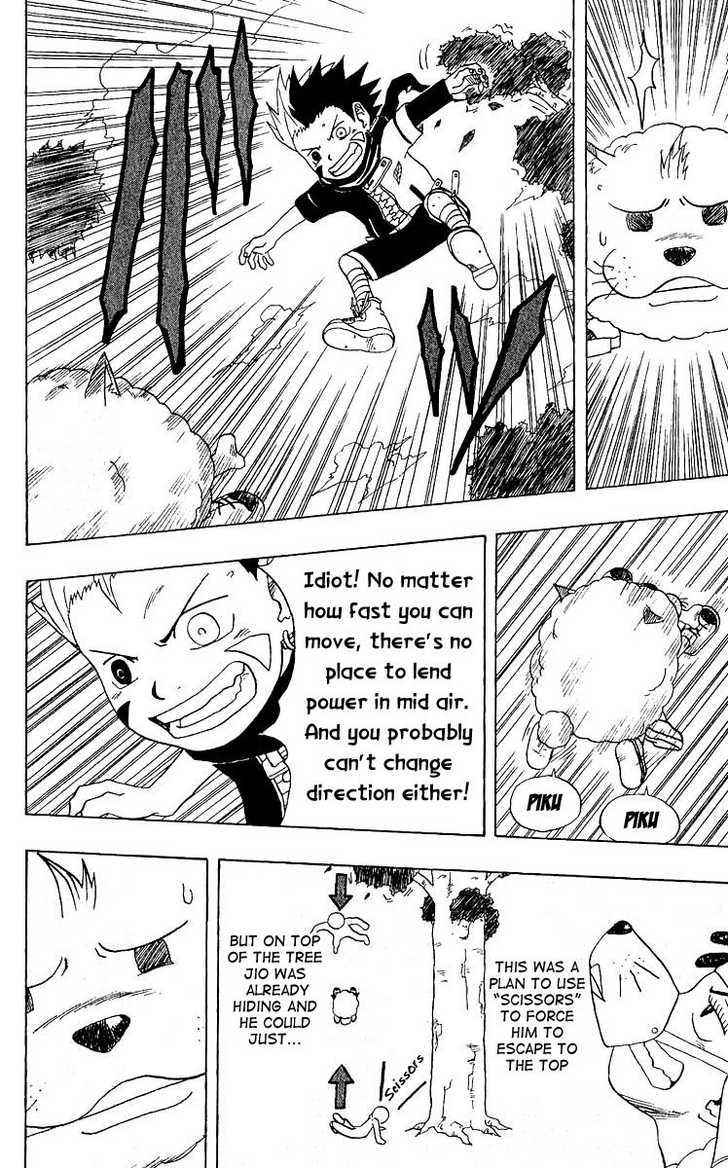 バッ
PIKU
PIKU
Idiot! No matter
how fast you can
move, there's no
place to lend
power in mid air.
And you probably
can't change
direction either!
THIS WAS A
PLAN TO USE
"SCISSORS"
TO FORCE
HIM TO
ESCAPE TO
THE TOP
Scissors
BUT ON TOP
OF THE TREE
JIO WAS
ALREADY
HIDING AND
HE COULD
JUST...